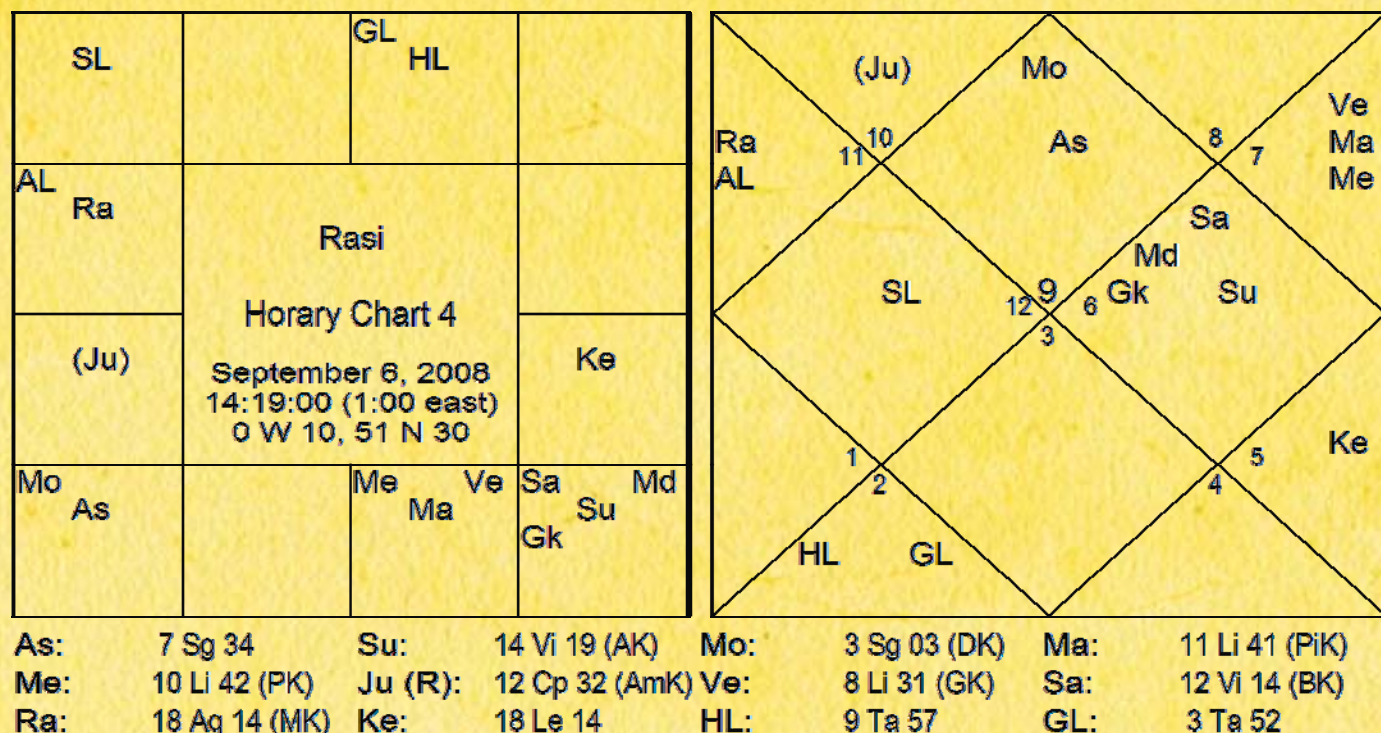 SL
GL
HL
AL
Ra
Rasi
Horary Chart 4
September 6, 2008
14:19:00 (1:00 east)
0 W 10, 51 N 30
(Ju)
Ke
Mo
As
Me Ve
Ma
Sa Md
Su
Gk
(Ju)
Mo
As
Ve
Ma
Me
Ra
AL
10
11
8
7
Sa
Md
Gk
Su
SL
12
9
6
3
Ke
1
2
5
4
HL GL
As: 7 Sg 34 Su: 14 Vi 19 (AK) Mo: 3 Sg 03 (DK) Ma: 11 Li 41 (PiK)
Me: 10 Li 42 (PK) Ju (R): 12 Cp 32 (AmK) Ve: 8 Li 31 (GK) Sa: 12 Vi 14 (BK)
Ra: 18 Aq 14 (MK) Ke: 18 Le 14 HL: 9 Ta 57 GL: 3 Ta 52